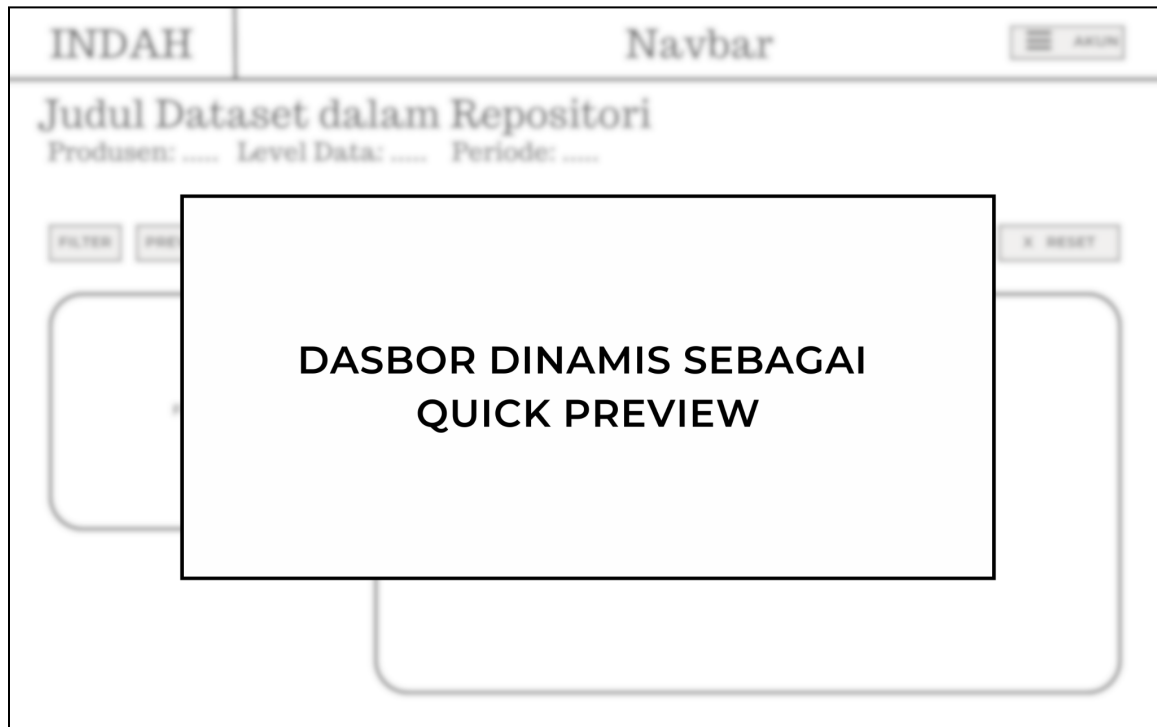 INDAH
Navbar
AKUN
Judul Dataset dalam Repositori
Produsen: ..... Level Data: ..... Periode: .....
FILTER
X RESET
DASBOR DINAMIS SEBAGAI
QUICK PREVIEW